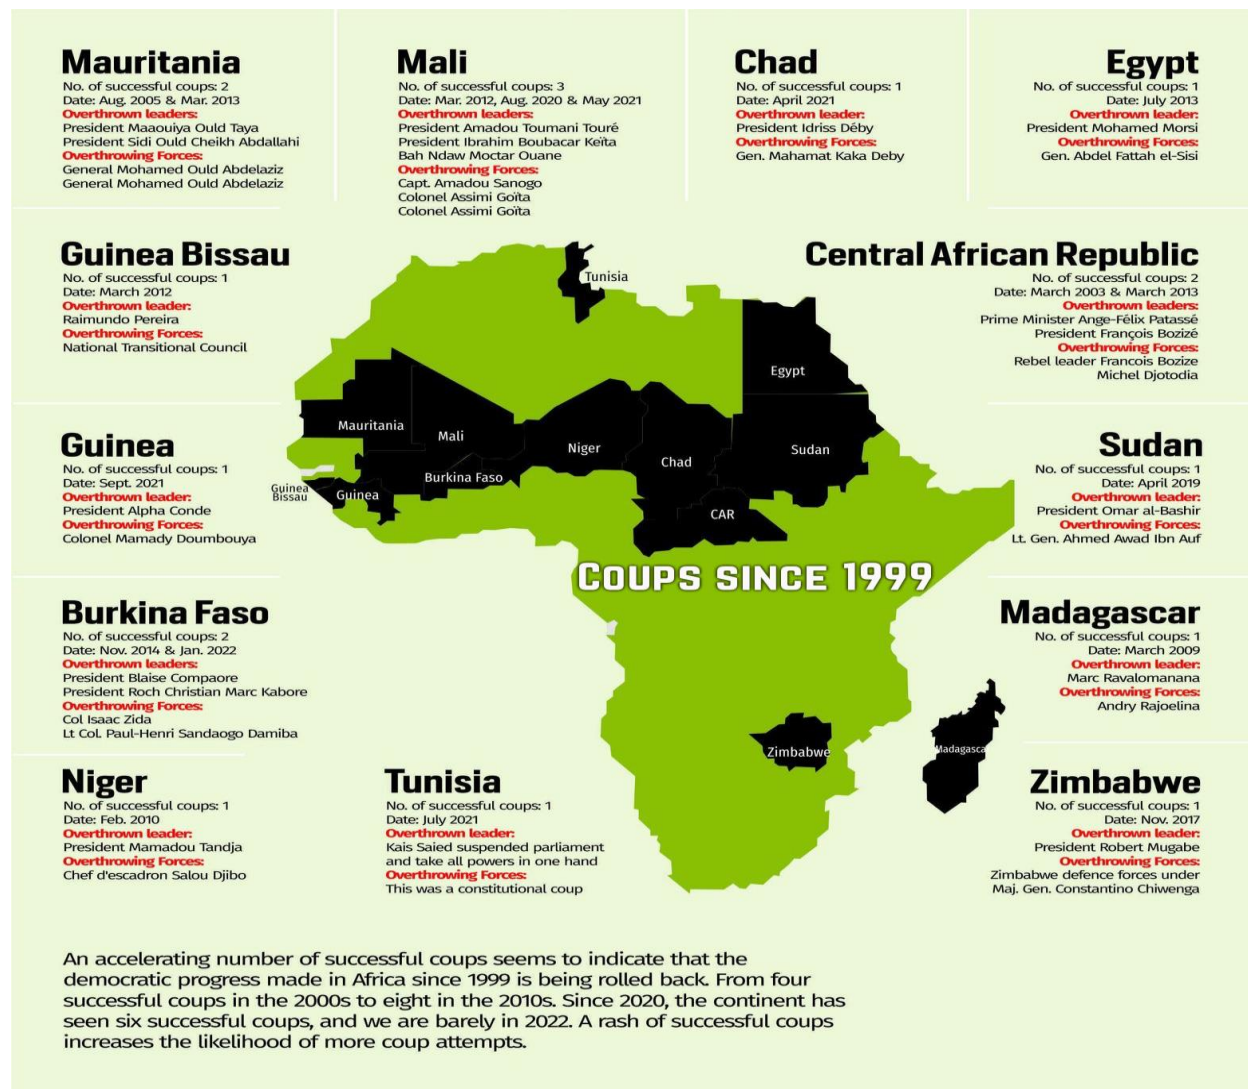 Mauritania
No. of successful coups: 2
Date: Aug. 2005 & Mar. 2013
Overthrown leaders:
President Maaouiya Ould Taya
President Sidi Ould Cheikh Abdallahi
Overthrowing Forces:
General Mohamed Ould Abdelaziz
General Mohamed Ould Abdelaziz
Mali
No. of successful coups: 3
Date: Mar. 2012, Aug. 2020 & May 2021
Overthrown leaders:
President Amadou Toumani Touré
President Ibrahim Boubacar Keïta
Bah Ndaw Moctar Ouane
Overthrowing Forces:
Capt. Amadou Sanogo
Colonel Assimi Goïta
Colonel Assimi Goïta
Chad
No. of successful coups: 1
Date: April 2021
Overthrown leader:
President Idriss Déby
Overthrowing Forces:
Gen. Mahamat Kaka Deby
Egypt
No. of successful coups: 1
Date: July 2013
Overthrown leader:
President Mohamed Morsi
Overthrowing Forces:
Gen. Abdel Fattah el-Sisi
Guinea Bissau
No. of successful coups: 1
Date: March 2012
Overthrown leader:
Raimundo Pereira
Overthrowing Forces:
National Transitional Council
Central African Republic
No. of successful coups: 2
Date: March 2003 & March 2013
Overthrown leaders:
Prime Minister Ange-Félix Patassé
President François Bozizé
Overthrowing Forces:
Rebel leader Francois Bozize
Michel Djotodia
Guinea
No. of successful coups: 1
Date: Sept. 2021
Overthrown leader:
President Alpha Conde
Overthrowing Forces:
Colonel Mamady Doumbouya
Sudan
No. of successful coups: 1
Date: April 2019
Overthrown leader:
President Omar al-Bashir
Overthrowing Forces:
Lt. Gen. Ahmed Awad Ibn Auf
Tunisia
Egypt
Mauritania
Mali
Niger
Chad
Sudan
Burkina Faso
Guinea
Bissau
Guinea
CAR
Coups since 1999
Zimbabwe
Madagasca
Burkina Faso
No. of successful coups: 2
Date: Nov. 2014 & Jan. 2022
Overthrown leaders:
President Blaise Compaore
President Roch Christian Marc Kabore
Overthrowing Forces:
Col Isaac Zida
Lt Col. Paul-Henri Sandaogo Damiba
Madagascar
No. of successful coups: 1
Date: March 2009
Overthrown leader:
Marc Ravalomanana
Overthrowing Forces:
Andry Rajoelina
Niger
No. of successful coups: 1
Date: Feb. 2010
Overthrown leader:
President Mamadou Tandja
Overthrowing Forces:
Chef d'escadron Salou Djibo
Tunisia
No. of successful coups: 1
Date: July 2021
Overthrown leader:
Kais Saied suspended parliament
and take all powers in one hand
Overthrowing Forces:
This was a constitutional coup
Zimbabwe
No. of successful coups: 1
Date: Nov. 2017
Overthrown leader:
President Robert Mugabe
Overthrowing Forces:
Zimbabwe defence forces under
Maj. Gen. Constantino Chiwenga
An accelerating number of successful coups seems to indicate that the
democratic progress made in Africa since 1999 is being rolled back. From four
successful coups in the 2000s to eight in the 2010s. Since 2020, the continent has
seen six successful coups, and we are barely in 2022. A rash of successful coups
increases the likelihood of more coup attempts.